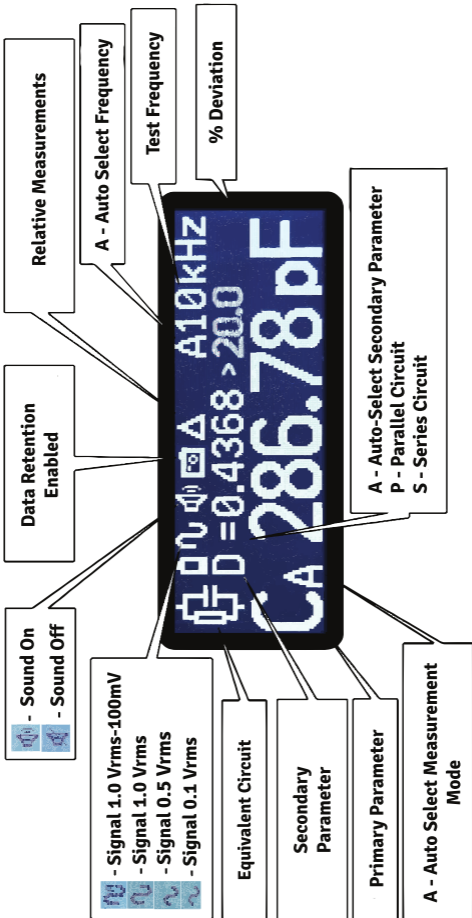 - Sound On
- Sound Off
Data Retention
Enabled
Relative Measurements
A - Auto Select Frequency
Test Frequency
% Deviation
- Signal 1.0 Vrms-100mV
- Signal 1.0 Vrms
- Signal 0.5 Vrms
- Signal 0.1 Vrms
A10kHz
D =0.4368 >20.0
CA 286.78pF
Equivalent Circuit
Secondary
Parameter
Primary Parameter
A - Auto Select Measurement
Mode
A - Auto-Select Secondary Parameter
P - Parallel Circuit
S - Series Circuit